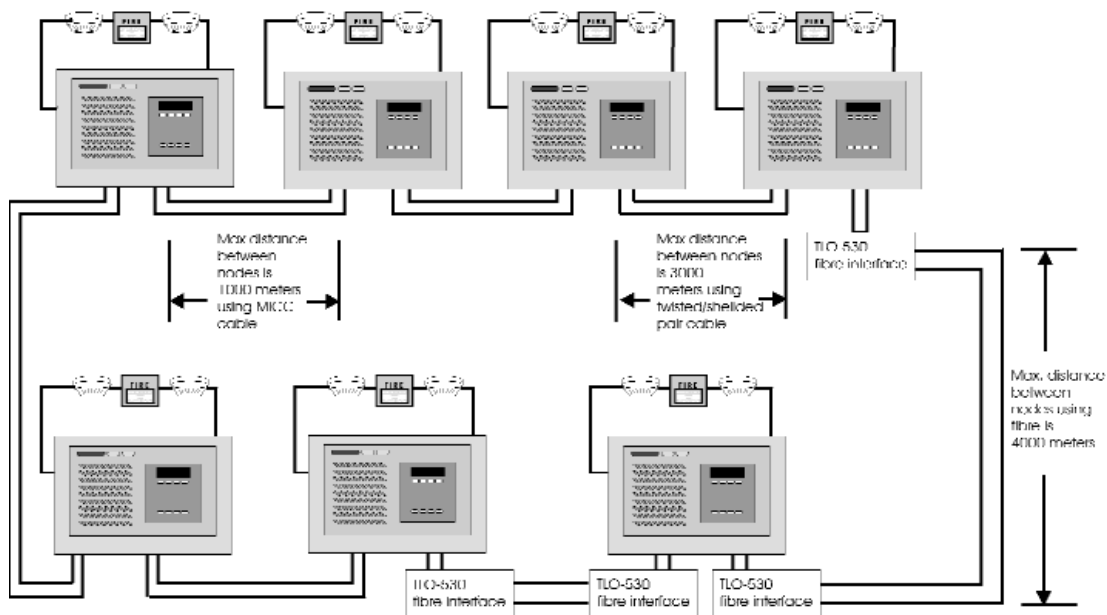 FIRE
FIRE
FIRE
FIRE
Max distance
between
nodes is
1000 meters
using MICC
cable
Max distance
between nodes
is 3000
meters using
twisted/sheilded
pair cable
TLO-530
fibre interface
Max. distance
between
nodes using
fibre is
4000 meters
FIRE
FIRE
FIRE
TLO-530
fibre interface
TLO-530
fibre interface
TLO-530
fibre interface